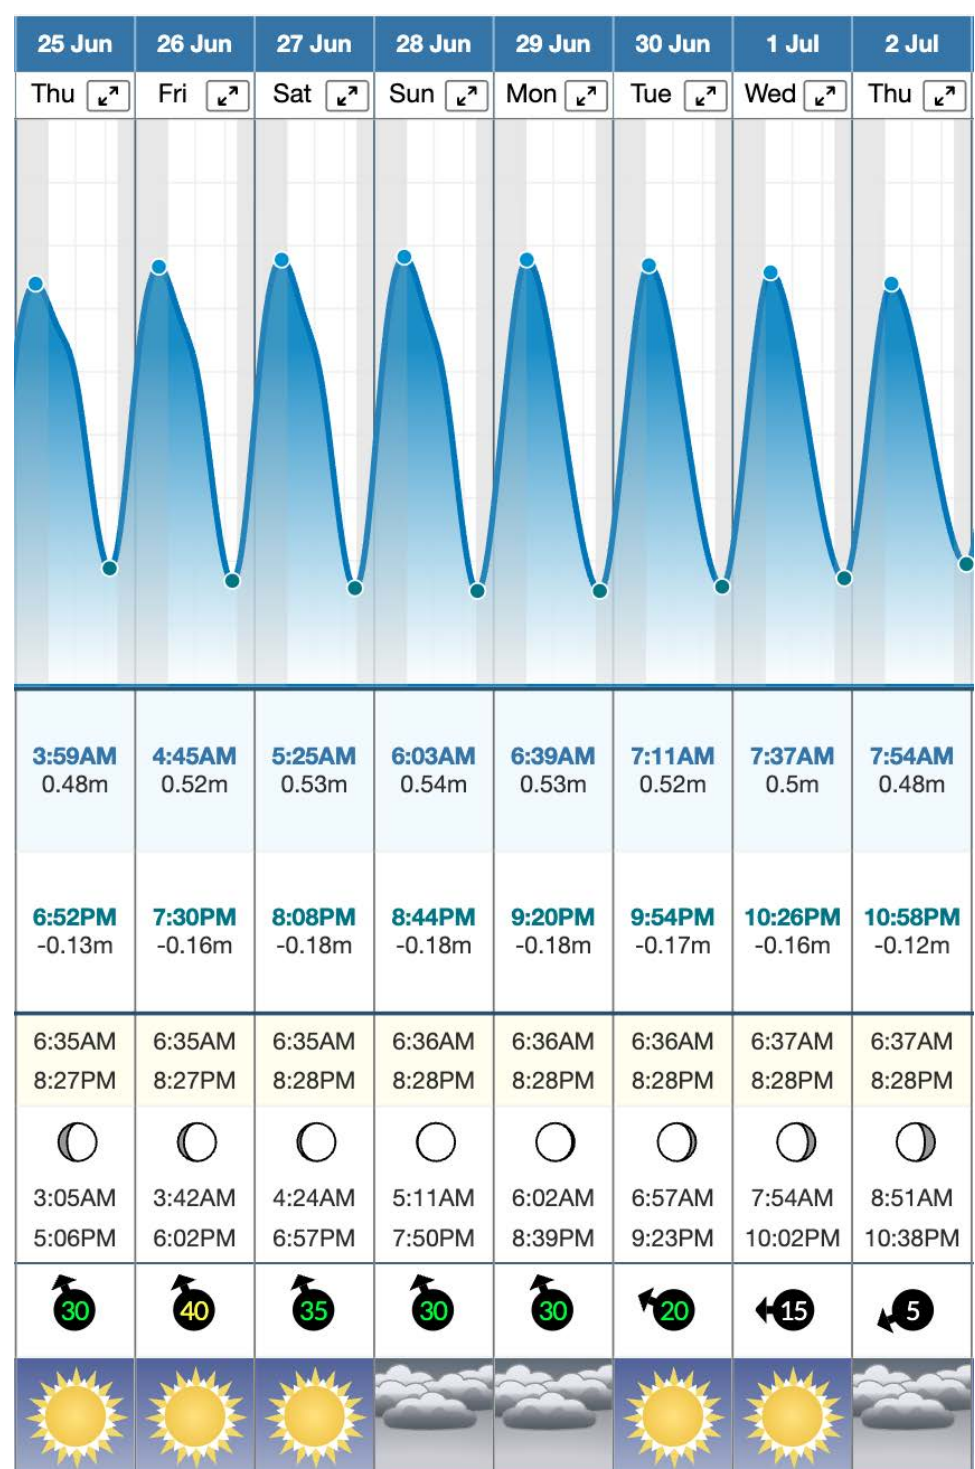 25 Jun 26 Jun 27 Jun 28 Jun 29 Jun 30 Jun 1 Jul 2 Jul
Thu Fri Sat Sun Mon Tue Wed Thu
3:59AM 4:45AM 5:25AM 6:03AM 6:39AM 7:11AM 7:37AM 7:54AM
0.48m 0.52m 0.53m 0.54m 0.53m 0.52m 0.5m 0.48m
6:52PM 7:30PM 8:08PM 8:44PM 9:20PM 9:54PM 10:26PM 10:58PM
-0.13m -0.16m -0.18m -0.18m -0.18m -0.17m -0.16m -0.12m
6:35AM 6:35AM 6:35AM 6:36AM 6:36AM 6:36AM 6:37AM 6:37AM
8:27PM 8:27PM 8:28PM 8:28PM 8:28PM 8:28PM 8:28PM 8:28PM
3:05AM 3:42AM 4:24AM 5:11AM 6:02AM 6:57AM 7:54AM 8:51AM
5:06PM 6:02PM 6:57PM 7:50PM 8:39PM 9:23PM 10:02PM 10:38PM
30 40 35 30 30 20 15 5